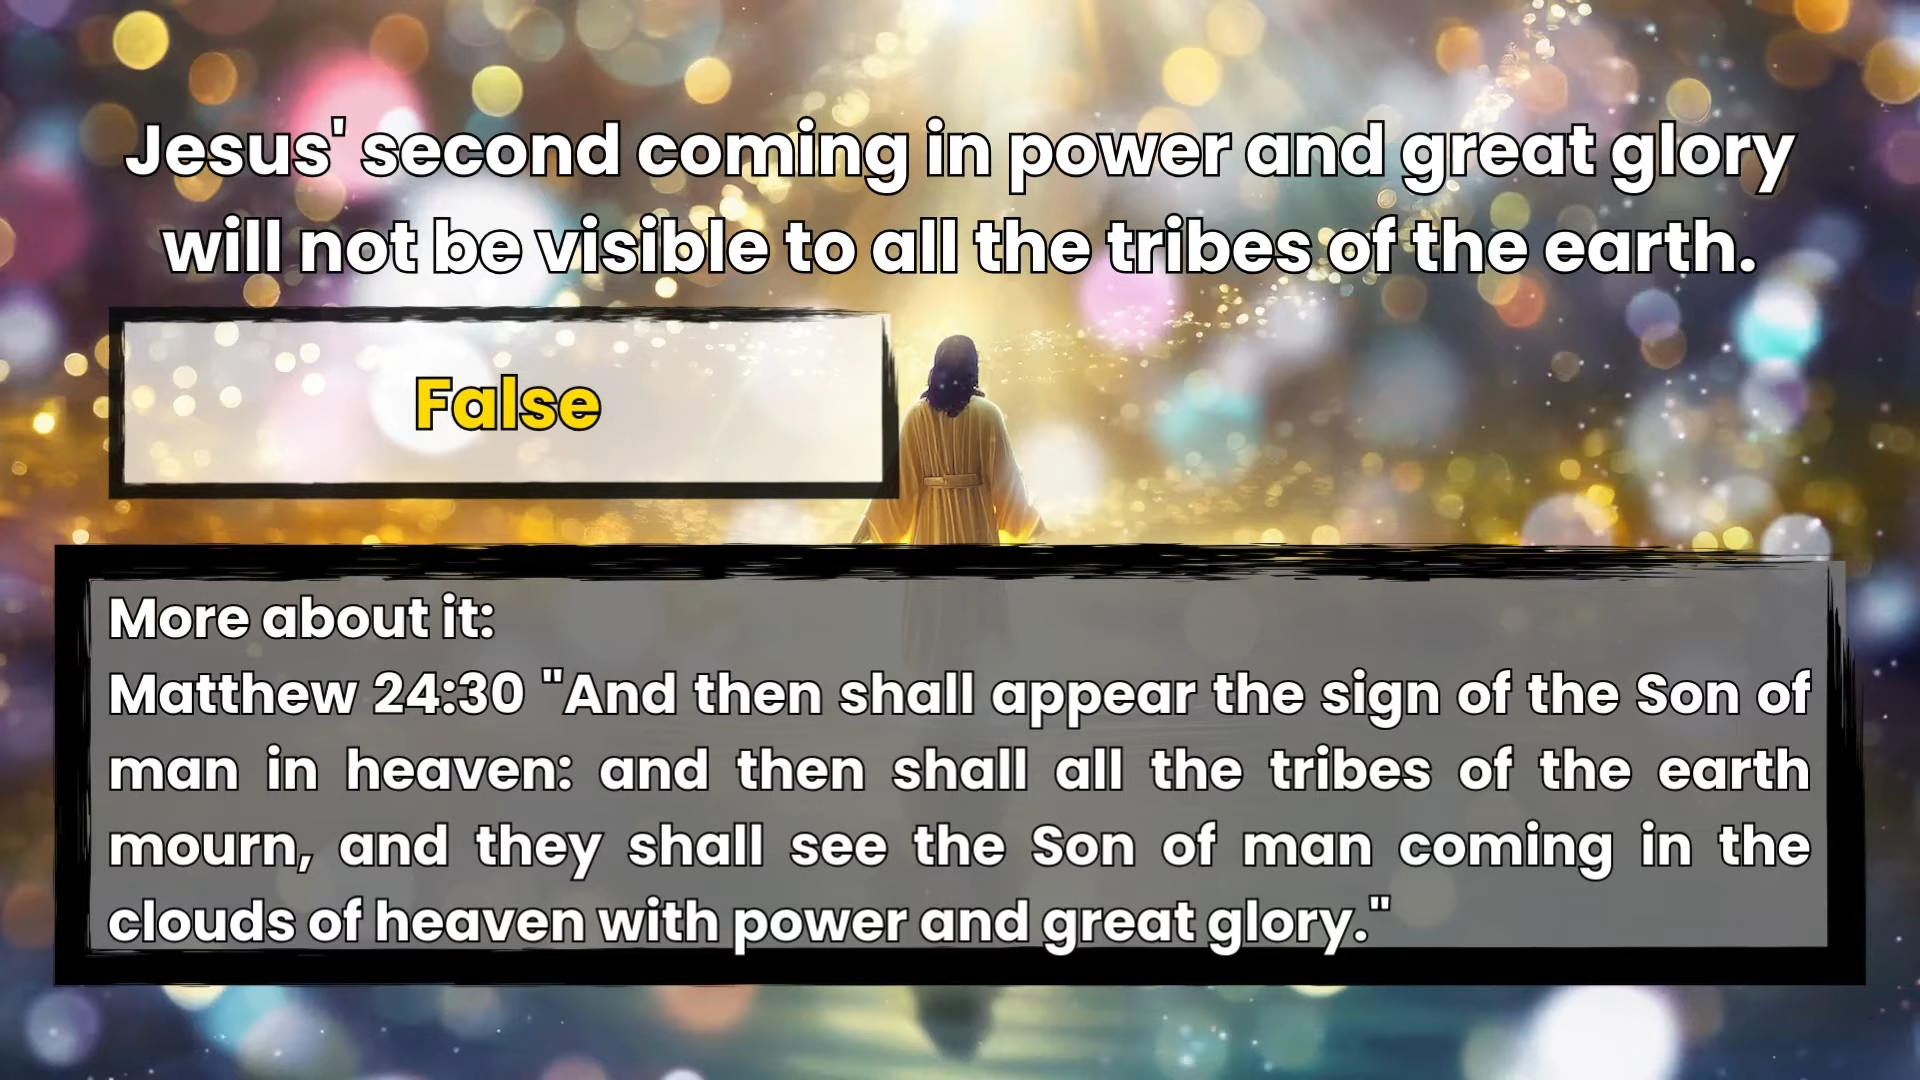 Jesus' second coming in power and great glory
will not be visible to all the tribes of the earth.
False
More about it:
Matthew 24:30 "And then shall appear the sign of the Son of
man in heaven: and then shall all the tribes of the earth
mourn, and they shall see the Son of man coming in the
clouds of heaven with power and great glory."